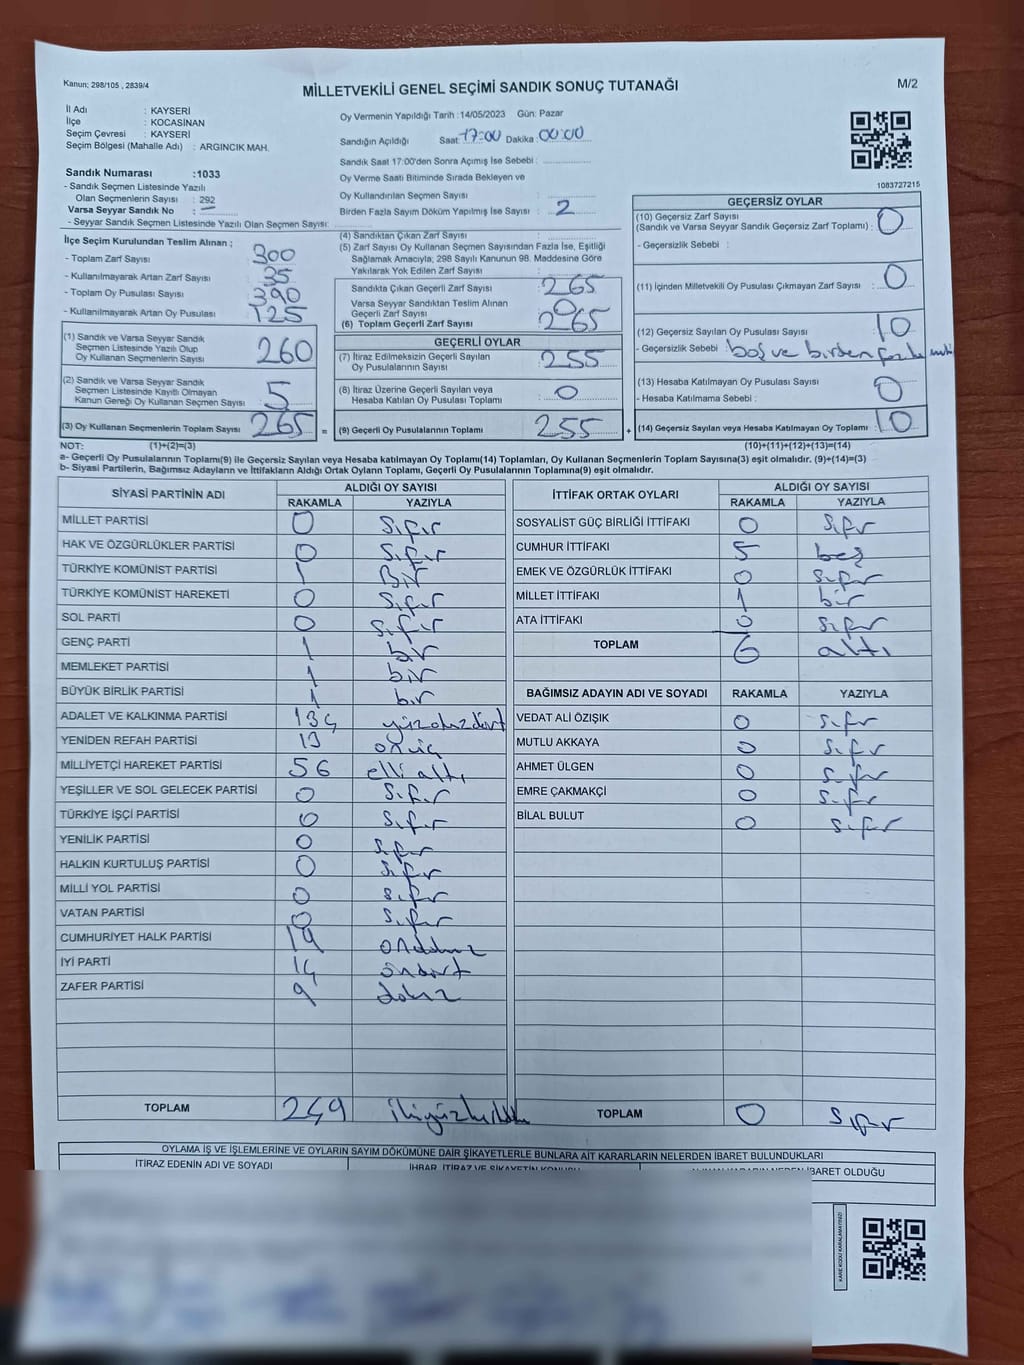 Kanun: 298/105 , 2839/4
MİLLETVEKİLİ GENEL SEÇİMİ SANDIK SONUÇ TUTANAĞI
M/2
İl Adı : KAYSERİ
İlçe : KOCASİNAN
Seçim Çevresi : KAYSERİ
Seçim Bölgesi (Mahalle Adı) : ARGINCIK MAH.
Sandık Numarası :1033
- Sandık Seçmen Listesinde Yazılı
Olan Seçmenlerin Sayısı : 292
Varsa Seyyar Sandık No : —
- Seyyar Sandık Seçmen Listesinde Yazılı Olan Seçmen Sayısı:
Oy Vermenin Yapıldığı Tarih :14/05/2023 Gün: Pazar
Sandığın Açıldığı Saat: 17:00 Dakika: 00:00
Sandık Saat 17:00'den Sonra Açımış İse Sebebi :
Oy Verme Saati Bitiminde Sırada Bekleyen ve
Oy Kullandırılan Seçmen Sayısı :
Birden Fazla Sayım Döküm Yapılmış İse Sayısı : 2
1083727215
İlçe Seçim Kurulundan Teslim Alınan ;
- Toplam Zarf Sayısı : 300
- Kullanılmayarak Artan Zarf Sayısı : 35
- Toplam Oy Pusulası Sayısı : 390
- Kullanılmayarak Artan Oy Pusulası : 125
(1) Sandık ve Varsa Seyyar Sandık
Seçmen Listesinde Yazılı Olup
Oy Kullanan Seçmenlerin Sayısı : 260
(2) Sandık ve Varsa Seyyar Sandık
Seçmen Listesinde Kayıtlı Olmayan
Kanun Gereği Oy Kullanan Seçmen Sayısı : 5
(3) Oy Kullanan Seçmenlerin Toplam Sayısı : 265 =
(4) Sandıktan Çıkan Zarf Sayısı :
(5) Zarf Sayısı Oy Kullanan Seçmen Sayısından Fazla İse, Eşitliği
Sağlamak Amacıyla; 298 Sayılı Kanunun 98. Maddesine Göre
Yakılarak Yok Edilen Zarf Sayısı :
Sandıkta Çıkan Geçerli Zarf Sayısı : 265
Varsa Seyyar Sandıktan Teslim Alınan
Geçerli Zarf Sayısı : 0
(6) Toplam Geçerli Zarf Sayısı : 265
GEÇERLİ OYLAR
(7) İtiraz Edilmeksizin Geçerli Sayılan
Oy Pusulalarının Sayısı : 255
(8) İtiraz Üzerine Geçerli Sayılan veya
Hesaba Katılan Oy Pusulası Toplamı : 0
(9) Geçerli Oy Pusulalarının Toplamı : 255 +
GEÇERSİZ OYLAR
(10) Geçersiz Zarf Sayısı
(Sandık ve Varsa Seyyar Sandık Geçersiz Zarf Toplamı) : 0
- Geçersizlik Sebebi :
(11) İçinden Milletvekili Oy Pusulası Çıkmayan Zarf Sayısı : 0
(12) Geçersiz Sayılan Oy Pusulası Sayısı : 10
- Geçersizlik Sebebi : boş ve birden fazla
(13) Hesaba Katılmayan Oy Pusulası Sayısı : 0
- Hesaba Katılmama Sebebi :
(14) Geçersiz Sayılan veya Hesaba Katılmayan Oy Toplamı : 10
NOT: (1)+(2)=(3) (10)+(11)+(12)+(13)=(14)
a- Geçerli Oy Pusulalarının Toplamı(9) ile Geçersiz Sayılan veya Hesaba katılmayan Oy Toplamı(14) Toplamları, Oy Kullanan Seçmenlerin Toplam Sayısına(3) eşit olmalıdır. (9)+(14)=(3)
b- Siyasi Partilerin, Bağımsız Adayların ve İttifakların Aldığı Ortak Oyların Toplamı, Geçerli Oy Pusulalarının Toplamına(9) eşit olmalıdır.
SİYASİ PARTİNİN ADI ALDIĞI OY SAYISI
RAKAMLA YAZIYLA
MİLLET PARTİSİ 0 sıfır
HAK VE ÖZGÜRLÜKLER PARTİSİ 0 sıfır
TÜRKİYE KOMÜNİST PARTİSİ 1 Bir
TÜRKİYE KOMÜNİST HAREKETİ 0 sıfır
SOL PARTİ 0 sıfır
GENÇ PARTİ 1 bir
MEMLEKET PARTİSİ 1 bir
BÜYÜK BİRLİK PARTİSİ 1 bir
ADALET VE KALKINMA PARTİSİ 134 yüzotuzdört
YENİDEN REFAH PARTİSİ 13 onüç
MİLLİYETÇİ HAREKET PARTİSİ 56 elli altı
YEŞİLLER VE SOL GELECEK PARTİSİ 0 sıfır
TÜRKİYE İŞÇİ PARTİSİ 0 sıfır
YENİLİK PARTİSİ 0 sıfır
HALKIN KURTULUŞ PARTİSİ 0 sıfır
MİLLİ YOL PARTİSİ 0 sıfır
VATAN PARTİSİ 0 sıfır
CUMHURİYET HALK PARTİSİ 19 ondokuz
İYİ PARTİ 14 ondört
ZAFER PARTİSİ 9 dokuz
TOPLAM 249
İTTİFAK ORTAK OYLARI ALDIĞI OY SAYISI
RAKAMLA YAZIYLA
SOSYALİST GÜÇ BİRLİĞİ İTTİFAKI 0 sıfır
CUMHUR İTTİFAKI 5 beş
EMEK VE ÖZGÜRLÜK İTTİFAKI 0 sıfır
MİLLET İTTİFAKI 1 bir
ATA İTTİFAKI 0 sıfır
TOPLAM 6 altı
BAĞIMSIZ ADAYIN ADI VE SOYADI RAKAMLA YAZIYLA
VEDAT ALİ ÖZIŞIK 0 sıfır
MUTLU AKKAYA 0 sıfır
AHMET ÜLGEN 0 sıfır
EMRE ÇAKMAKÇİ 0 sıfır
BİLAL BULUT 0 sıfır
TOPLAM 0 sıfır
OYLAMA İŞ VE İŞLEMLERİNE VE OYLARIN SAYIM DÖKÜMÜNE DAİR ŞİKAYETLERLE BUNLARA AİT KARARLARIN NELERDEN İBARET BULUNDUKLARI
İTİRAZ EDENİN ADI VE SOYADI İHBAR, İTİRAZ VE ŞİKAYETİN KONUSU ALINAN KARARIN NEDEN İBARET OLDUĞU